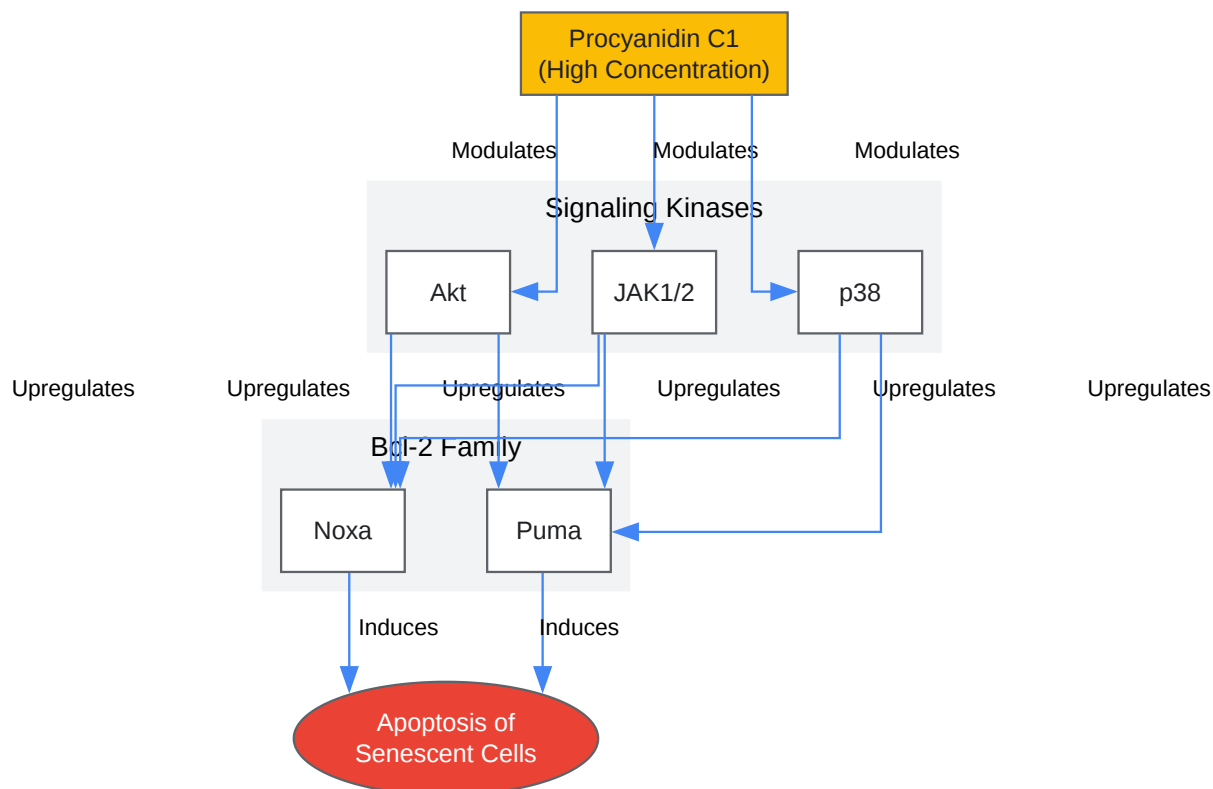 Procyanidin C1
(High Concentration)
Modulates
Modulates
Modulates
Signaling Kinases
Akt
JAK1/2
p38
Upregulates
Upregulates
Upregulates
Upregulates
Upregulates
Upregulates
Bcl-2 Family
Noxa
Puma
Induces
Induces
Apoptosis of
Senescent Cells